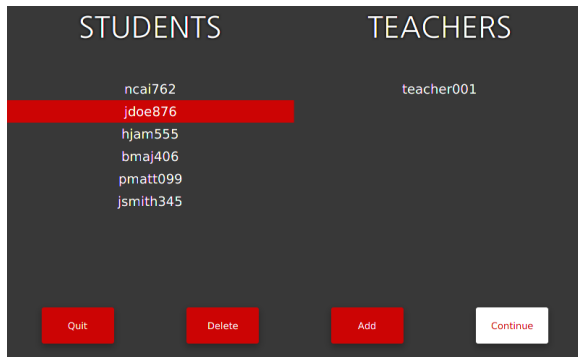 STUDENTS TEACHERS
ncai762 teacher001
jdoe876
hjam555
bmaj406
pmatt099
jsmith345
Quit Delete Add Continue